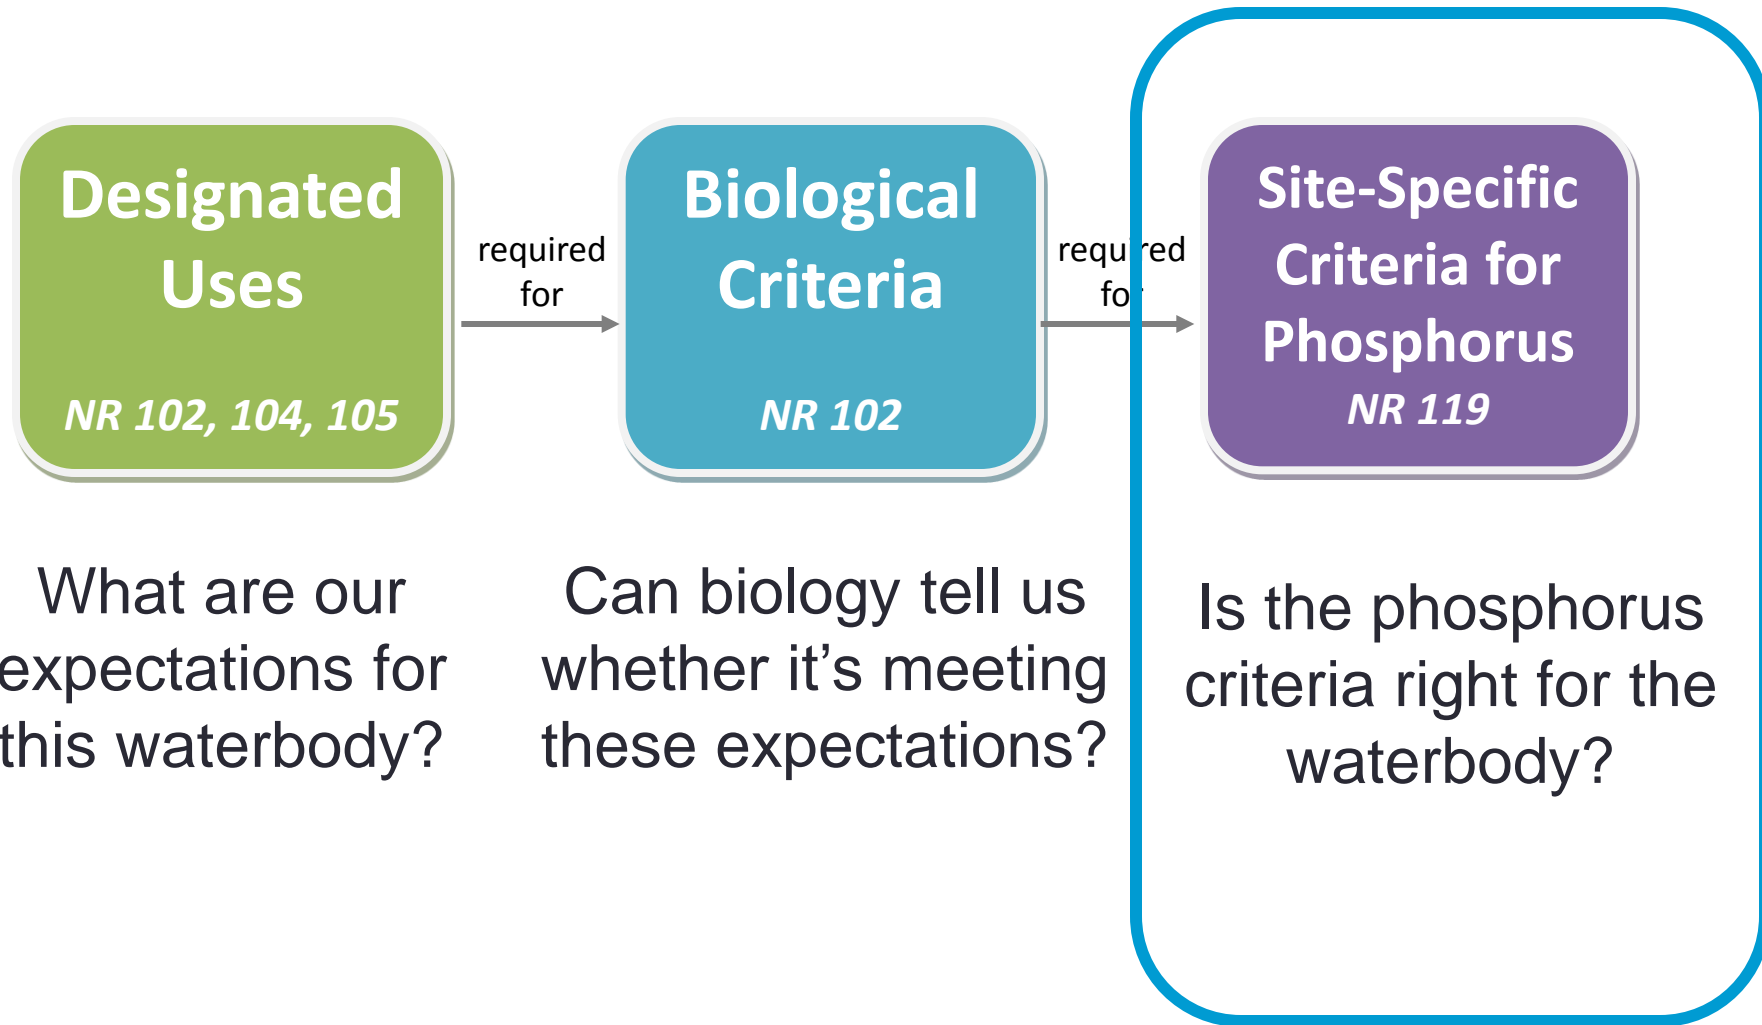 Designated
Uses
NR 102, 104, 105
required
for
Biological
Criteria
NR 102
required
for
Site-Specific
Criteria for
Phosphorus
NR 119
What are our
expectations for
this waterbody?
Can biology tell us
whether it’s meeting
these expectations?
Is the phosphorus
criteria right for the
waterbody?